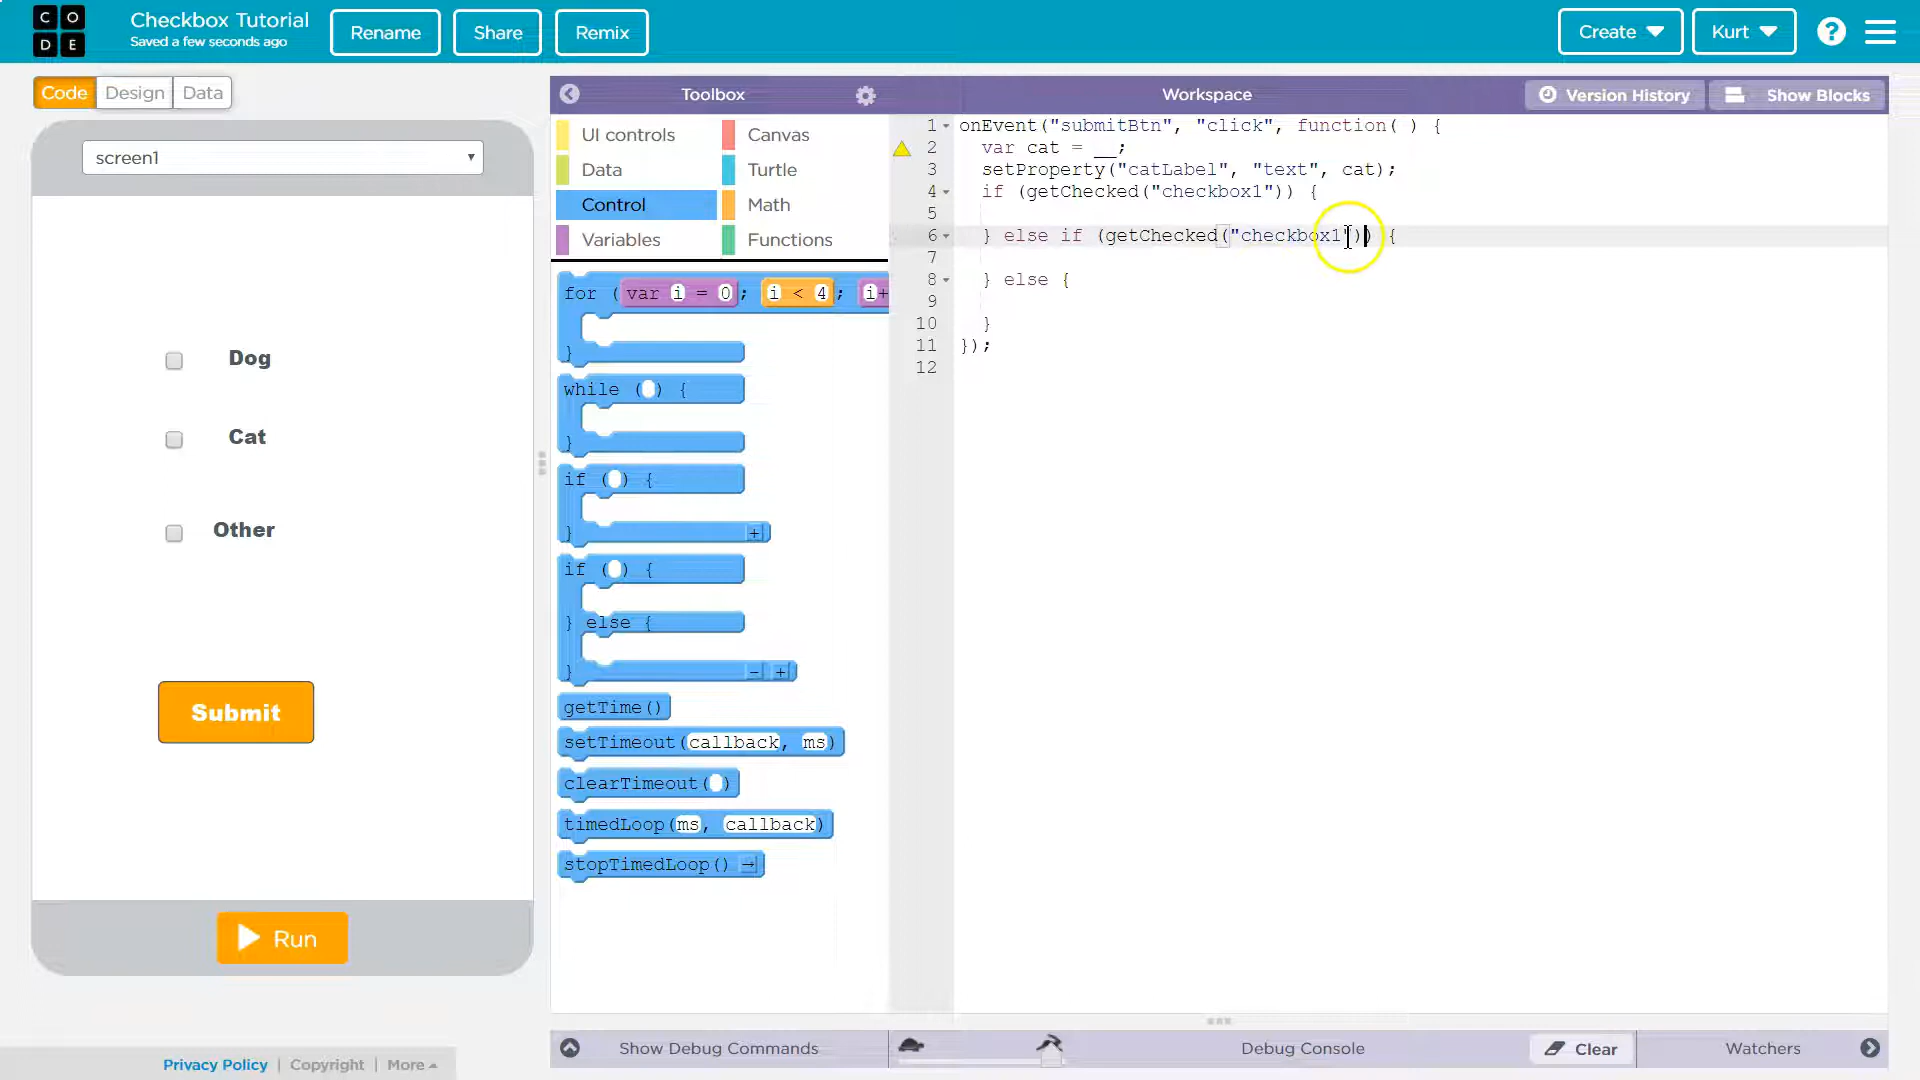 CODE
Checkbox Tutorial
Saved a few seconds ago
Rename
Share
Remix
Create
Kurt
?
Code
Design
Data
screen1
Dog
Cat
Other
Submit
Run
Privacy Policy | Copyright | More
Toolbox
UI controls
Canvas
Data
Turtle
Control
Math
Variables
Functions
for ( var i = 0 ; i < 4 ; i+
}
while ( ) {
}
if ( ) {
} +
if ( ) {
} else {
} - +
getTime()
setTimeout(callback, ms)
clearTimeout( )
timedLoop(ms, callback)
stopTimedLoop() →
Workspace
Version History
Show Blocks
1 onEvent("submitBtn", "click", function( ) {
2 var cat = __;
3 setProperty("catLabel", "text", cat);
4 if (getChecked("checkbox1")) {
5
6 } else if (getChecked("checkbox1")) {
7
8 } else {
9
10 }
11 });
12
Show Debug Commands
Debug Console
Clear
Watchers